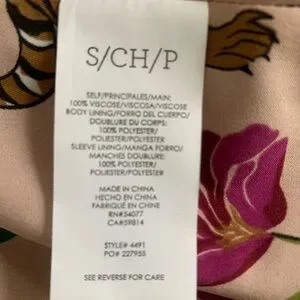 S/CH/P
SELF/PRINCIPALES/MAIN:
100% VISCOSE/VISCOSA/VISCOSE
BODY LINING/FORRO DEL CUERPO/
DOUBLURE DU CORPS:
100% POLYESTER/
POLIESTER/POLYESTER
SLEEVE LINING/MANGA FORRO/
MANCHES DOUBLURE:
100% POLYESTER/
POLIESTER/POLYESTER
MADE IN CHINA
HECHO EN CHINA
FABRIQUÉ EN CHINE
RN#54077
CA#59814
STYLE# 4491
PO# 227955
SEE REVERSE FOR CARE